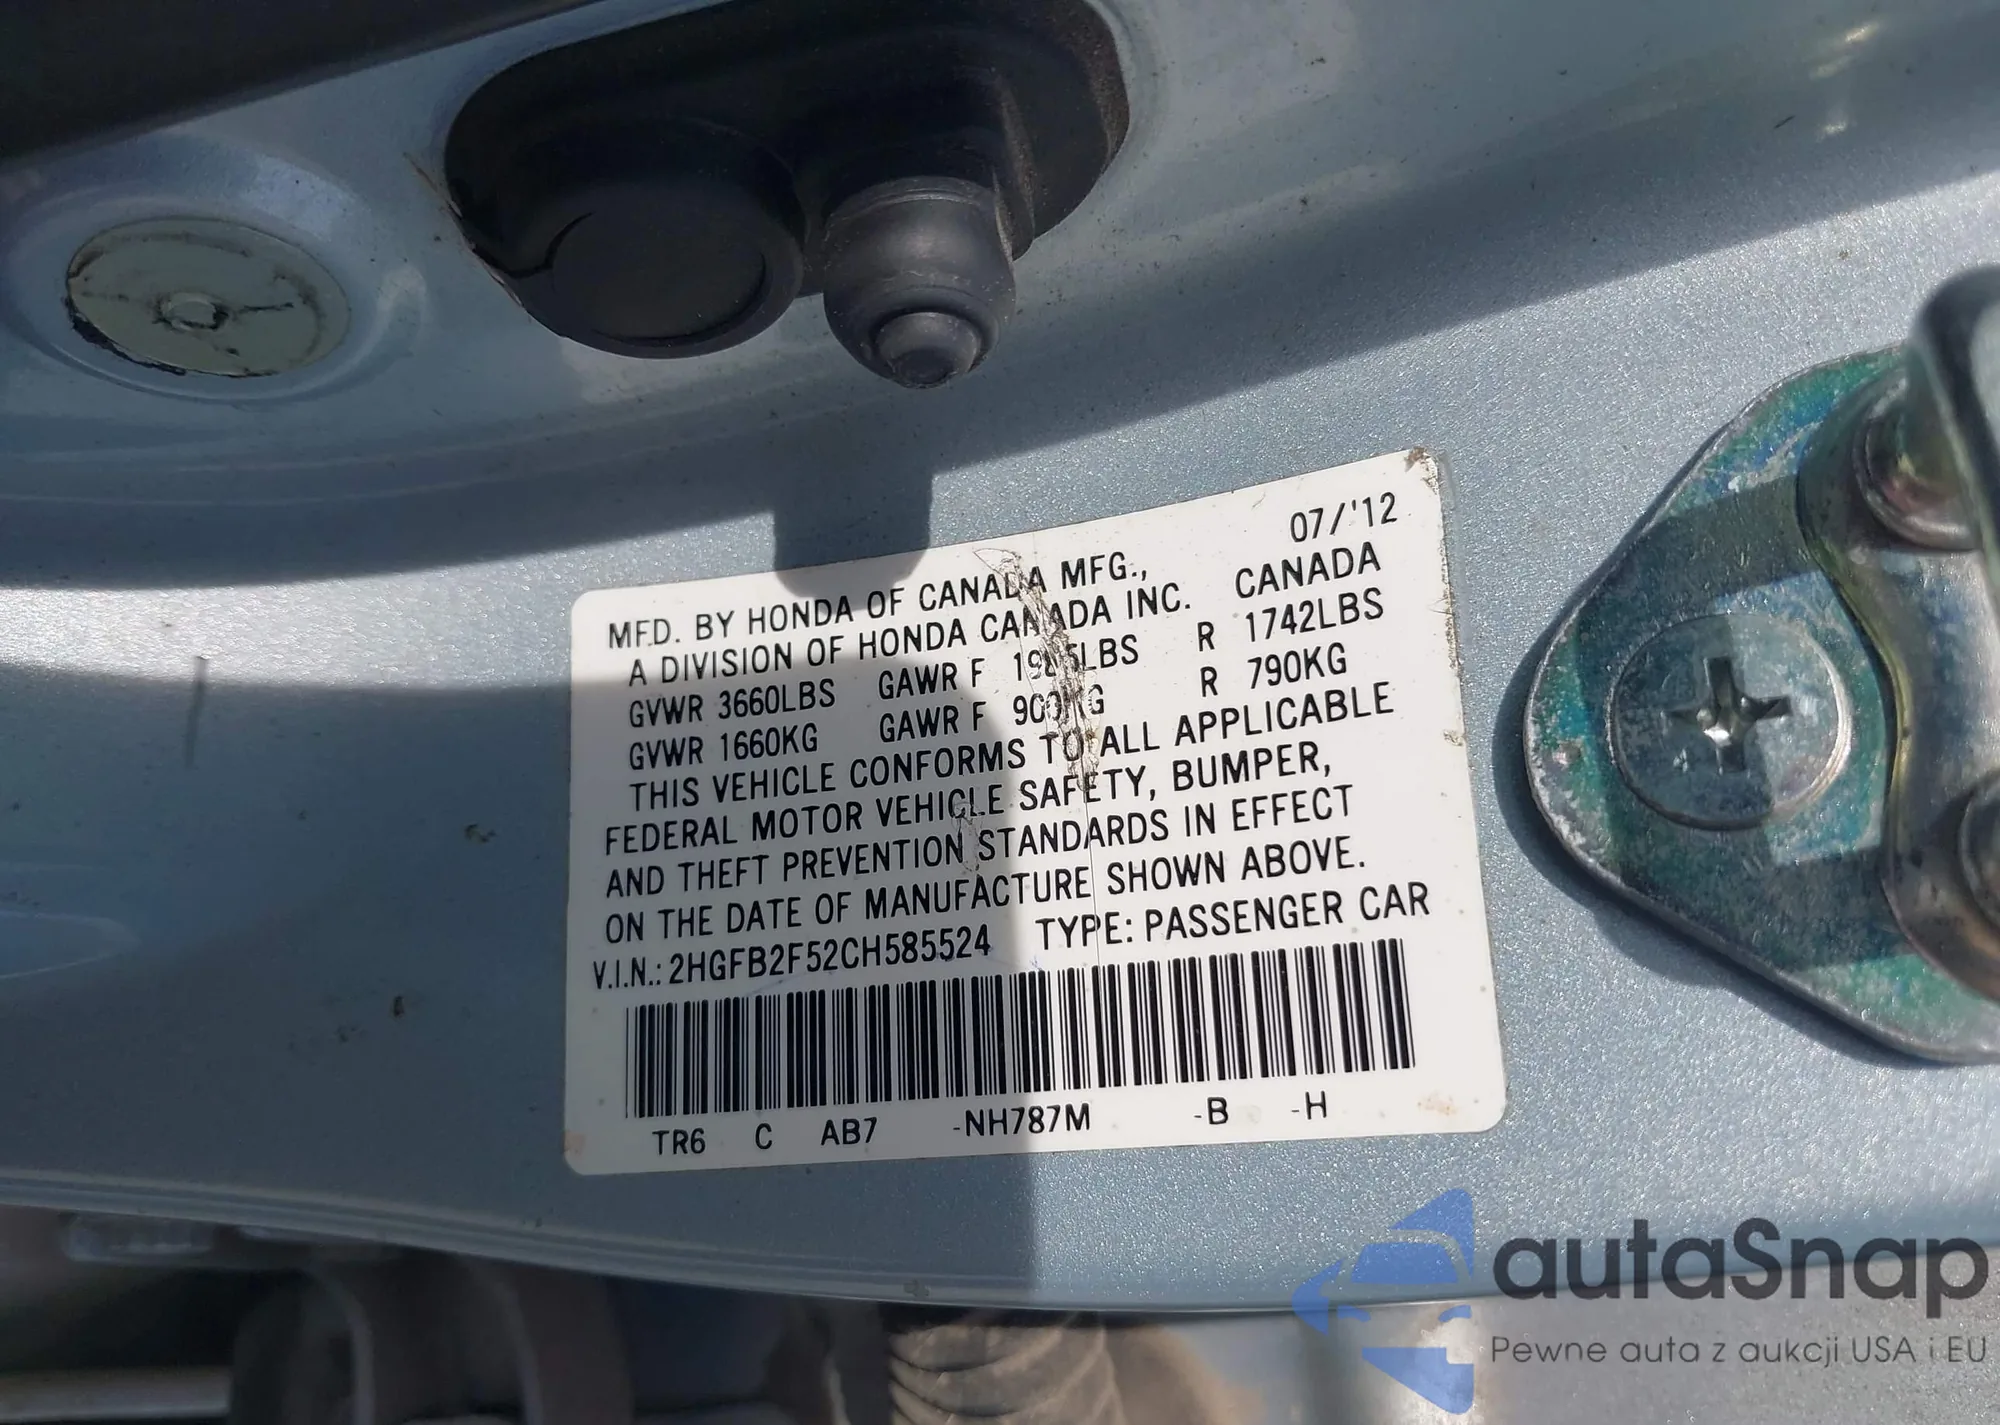 07/'12
MFD. BY HONDA OF CANADA MFG.,
A DIVISION OF HONDA CANADA INC. CANADA
GVWR 3660LBS GAWR F 1985LBS R 1742LBS
GVWR 1660KG GAWR F 900KG R 790KG
THIS VEHICLE CONFORMS TO ALL APPLICABLE
FEDERAL MOTOR VEHICLE SAFETY, BUMPER,
AND THEFT PREVENTION STANDARDS IN EFFECT
ON THE DATE OF MANUFACTURE SHOWN ABOVE.
V.I.N.: 2HGFB2F52CH585524 TYPE: PASSENGER CAR
TR6 C AB7 -NH787M -B -H
autaSnap
Pewne auta z aukcji USA i EU